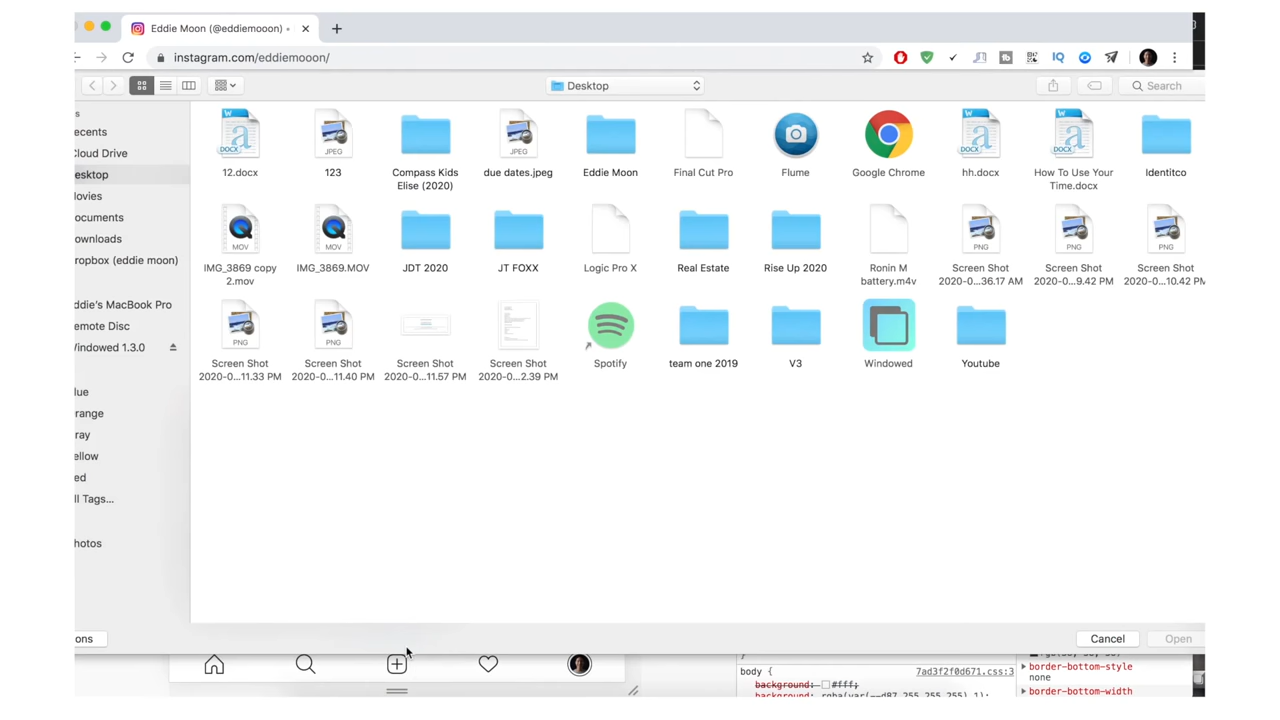 Eddie Moon (@eddiemooon) •
instagram.com/eddiemooon/
IQ
Desktop
Search
ecents
Cloud Drive
esktop
ovies
ocuments
ownloads
ropbox (eddie moon)
ddie's MacBook Pro
emote Disc
indowed 1.3.0
lue
range
ray
ellow
ed
ll Tags...
hotos
DOCX
JPEG
JPEG
DOCX
DOCX
12.docx
123
Compass Kids
Elise (2020)
due dates.jpeg
Eddie Moon
Final Cut Pro
Flume
Google Chrome
hh.docx
How To Use Your
Time.docx
Identitco
MOV
MOV
PNG
PNG
PNG
IMG_3869 copy
2.mov
IMG_3869.MOV
JDT 2020
JT FOXX
Logic Pro X
Real Estate
Rise Up 2020
Ronin M
battery.m4v
Screen Shot
2020-0...36.17 AM
Screen Shot
2020-0...9.42 PM
Screen Shot
2020-0...10.42 PM
PNG
PNG
Screen Shot
2020-0...11.33 PM
Screen Shot
2020-0...11.40 PM
Screen Shot
2020-0...11.57 PM
Screen Shot
2020-0...2.39 PM
Spotify
team one 2019
V3
Windowed
Youtube
ons
Cancel
Open
body {
7ad3f2f0d671.css:3
background: #fff;
border-bottom-style
none
border-bottom-width